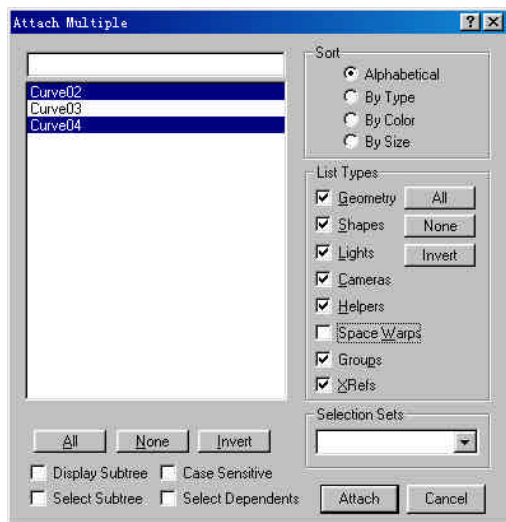 Attach Multiple
Curve02
Curve03
Curve04
All
None
Invert
Display Subtree
Case Sensitive
Select Subtree
Select Dependents
Sort
Alphabetical
By Type
By Color
By Size
List Types
Geometry
All
Shapes
None
Lights
Invert
Cameras
Helpers
Space Warps
Groups
XRefs
Selection Sets
Attach
Cancel